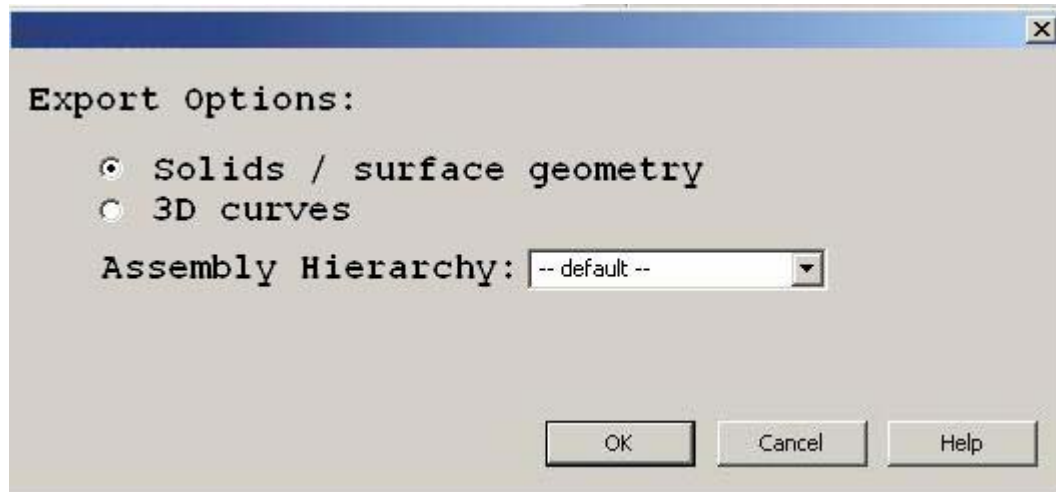 Export Options:
Solids / surface geometry
3D curves
Assembly Hierarchy: -- default --
OK Cancel Help